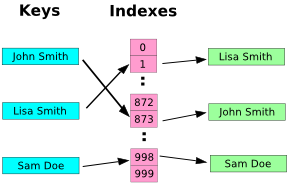 Keys
Indexes
John Smith
Lisa Smith
Sam Doe
0
1
:
872
873
:
998
999
Lisa Smith
John Smith
Sam Doe